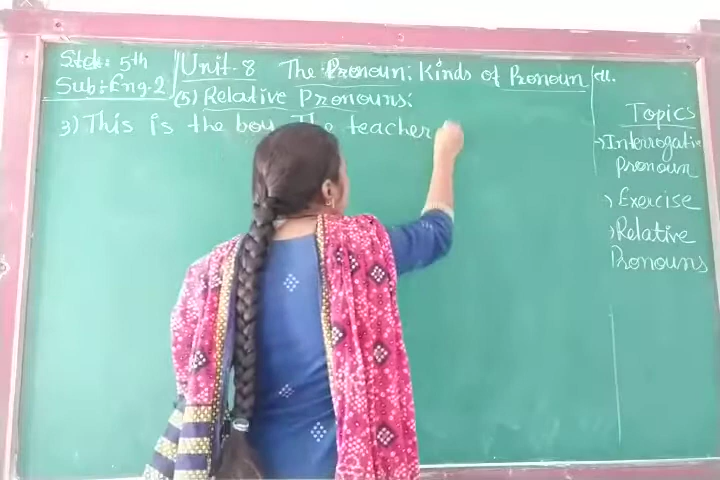 Std: 5th
Sub:-Eng-2
Unit-8 The Pronoun; Kinds of Pronoun
(5) Relative Pronouns:
3) This is the boy. The teacher
Topics
Interrogative
Pronoun
Exercise
Relative
Pronouns